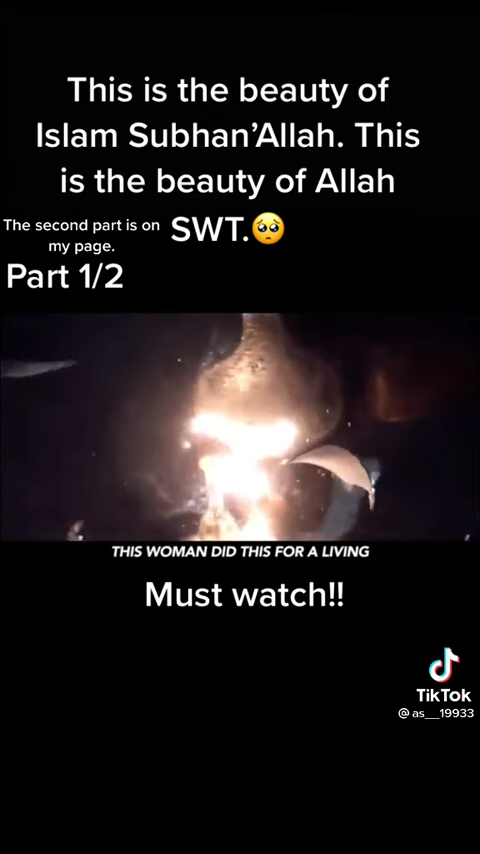 This is the beauty of
Islam Subhan’Allah. This
is the beauty of Allah
SWT.🥺
The second part is on
my page.
Part 1/2
THIS WOMAN DID THIS FOR A LIVING
Must watch!!
TikTok
@as__19933